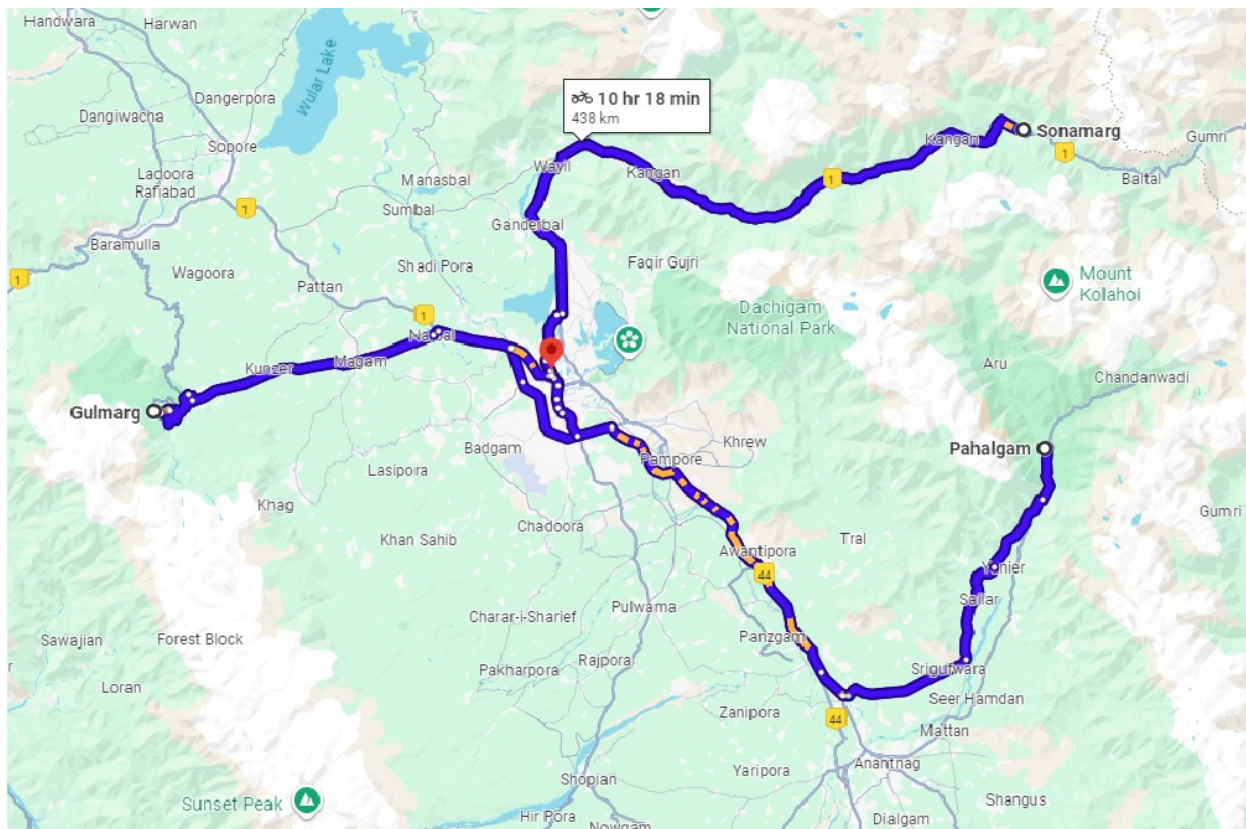 Handwara
Harwan
Wular Lake
Dangerpora
Dangiwacha
Sopore
Ladoora
Rafiabad
1
Baramulla
Wagoora
1
Pattan
Manasbal
Sumbal
Shadi Pora
1
10 hr 18 min
438 km
Wayil
Kangan
Ganderbal
Faqir Gujri
1
Kangan
Sonamarg
1
Gumri
Baltal
Mount
Kolahoi
Dachigam
National Park
Aru
Chandanwadi
Narbal
Magam
Kunzer
Gulmarg
Badgam
Lasipora
Khag
Khan Sahib
Chadoora
Khrew
Pampore
Pahalgam
Gumri
Tral
Awantipora
44
Yenier
Sallar
Charar-i-Sharief
Pulwama
Panzgam
Sawajian
Forest Block
Loran
Pakharpora
Rajpora
Srigufwara
Seer Hamdan
Zanipora
44
Mattan
Anantnag
Yaripora
Shopian
Shangus
Sunset Peak
Hir Pora
Nowgam
Dialgam